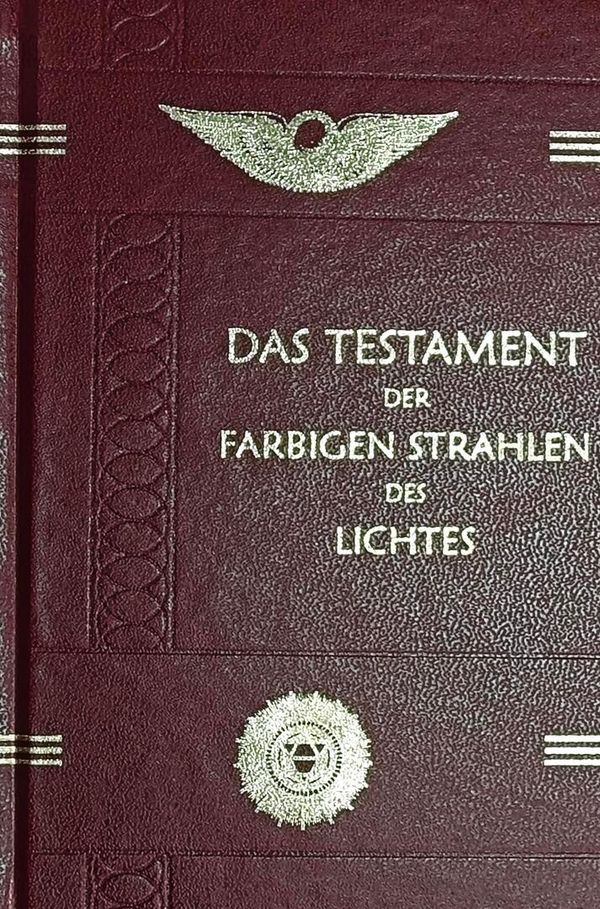 DAS TESTAMENT
DER
FARBIGEN STRAHLEN
DES
LICHTES